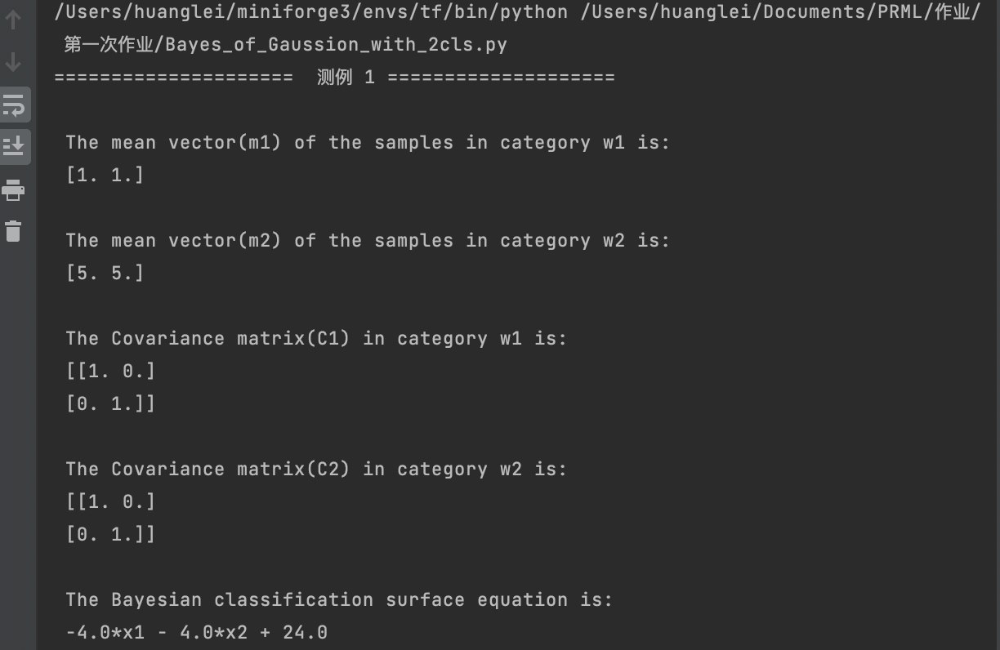 /Users/huanglei/miniforge3/envs/tf/bin/python /Users/huanglei/Documents/PRML/作业/
第一次作业/Bayes_of_Gaussion_with_2cls.py
===================== 测例 1 ====================
The mean vector(m1) of the samples in category w1 is:
[1. 1.]
The mean vector(m2) of the samples in category w2 is:
[5. 5.]
The Covariance matrix(C1) in category w1 is:
[[1. 0.]
[0. 1.]]
The Covariance matrix(C2) in category w2 is:
[[1. 0.]
[0. 1.]]
The Bayesian classification surface equation is:
-4.0*x1 - 4.0*x2 + 24.0